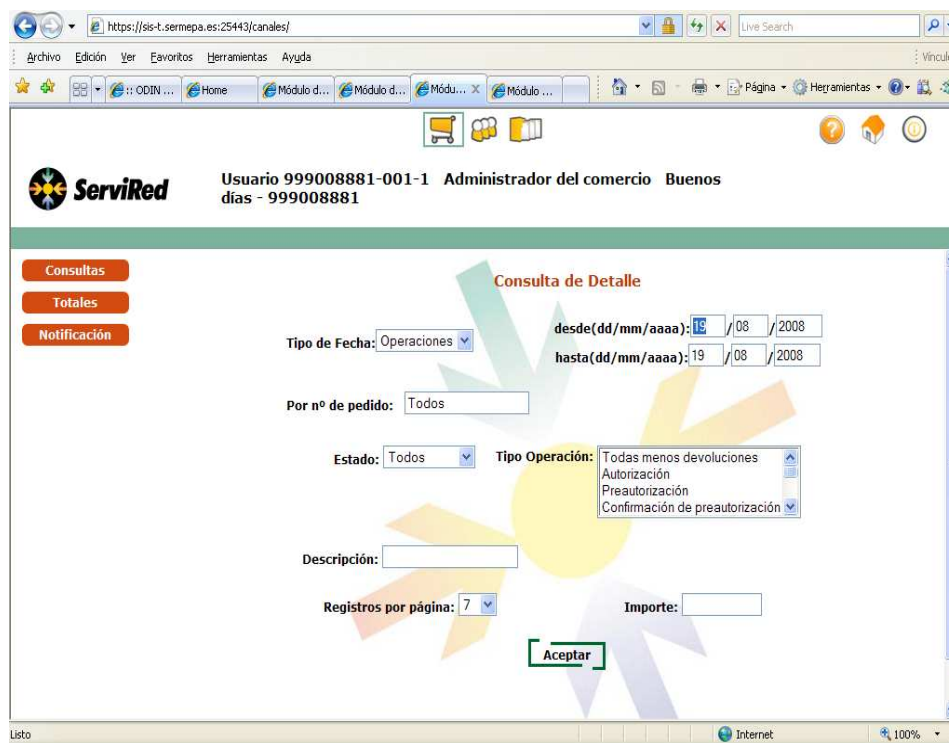 https://sis-t.sermepa.es:25443/canales/
Live Search
Archivo Edición Ver Favoritos Herramientas Ayuda
Víncul
:: ODIN ... Home Módulo d... Módulo d... Módu... X Módulo ... Página Herramientas
ServiRed
Usuario 999008881-001-1 Administrador del comercio Buenos
días - 999008881
Consultas
Totales
Notificación
Consulta de Detalle
Tipo de Fecha: Operaciones
desde(dd/mm/aaaa): 19 / 08 / 2008
hasta(dd/mm/aaaa): 19 / 08 / 2008
Por nº de pedido: Todos
Estado: Todos
Tipo Operación: Todas menos devoluciones
Autorización
Preautorización
Confirmación de preautorización
Descripción:
Registros por página: 7
Importe:
Aceptar
Listo Internet 100%